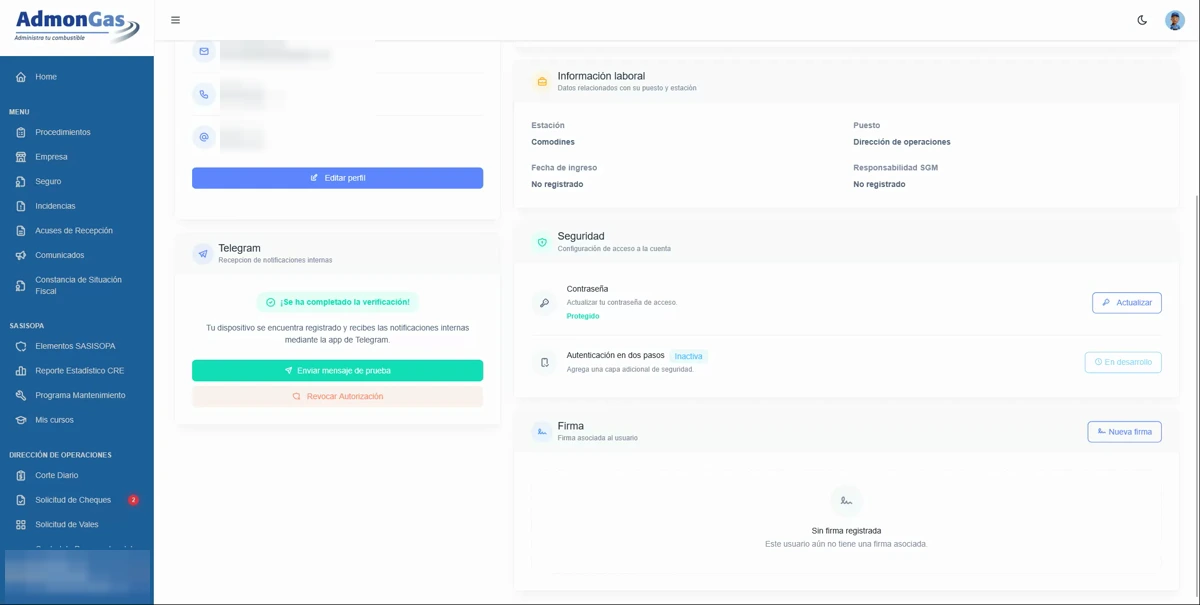 AdmonGas
Administra tu combustible
Home
MENU
Procedimientos
Empresa
Seguro
Incidencias
Acuses de Recepción
Comunicados
Constancia de Situación
Fiscal
SASISOPA
Elementos SASISOPA
Reporte Estadístico CRE
Programa Mantenimiento
Mis cursos
DIRECCIÓN DE OPERACIONES
Corte Diario
Solicitud de Cheques 2
Solicitud de Vales
Editar perfil
Telegram
Recepcion de notificaciones internas
¡Se ha completado la verificación!
Tu dispositivo se encuentra registrado y recibes las notificaciones internas
mediante la app de Telegram.
Enviar mensaje de prueba
Revocar Autorización
Información laboral
Datos relacionados con su puesto y estación
Estación
Comodines
Puesto
Dirección de operaciones
Fecha de ingreso
No registrado
Responsabilidad SGM
No registrado
Seguridad
Configuración de acceso a la cuenta
Contraseña
Actualizar tu contraseña de acceso.
Protegido
Actualizar
Autenticación en dos pasos Inactiva
Agrega una capa adicional de seguridad.
En desarrollo
Firma
Firma asociada al usuario
Nueva firma
Sin firma registrada
Este usuario aún no tiene una firma asociada.